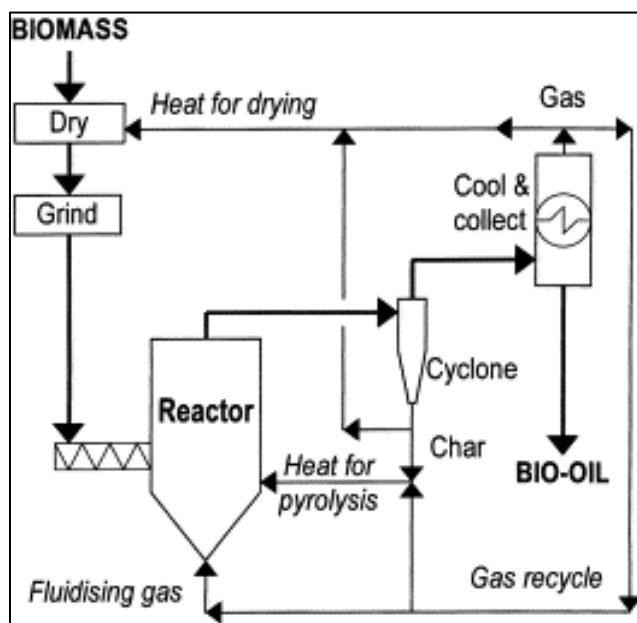 BIOMASS
Heat for drying
Gas
Dry
Cool &
collect
Grind
Cyclone
Reactor
Char
Heat for
pyrolysis
BIO-OIL
Fluidising gas
Gas recycle